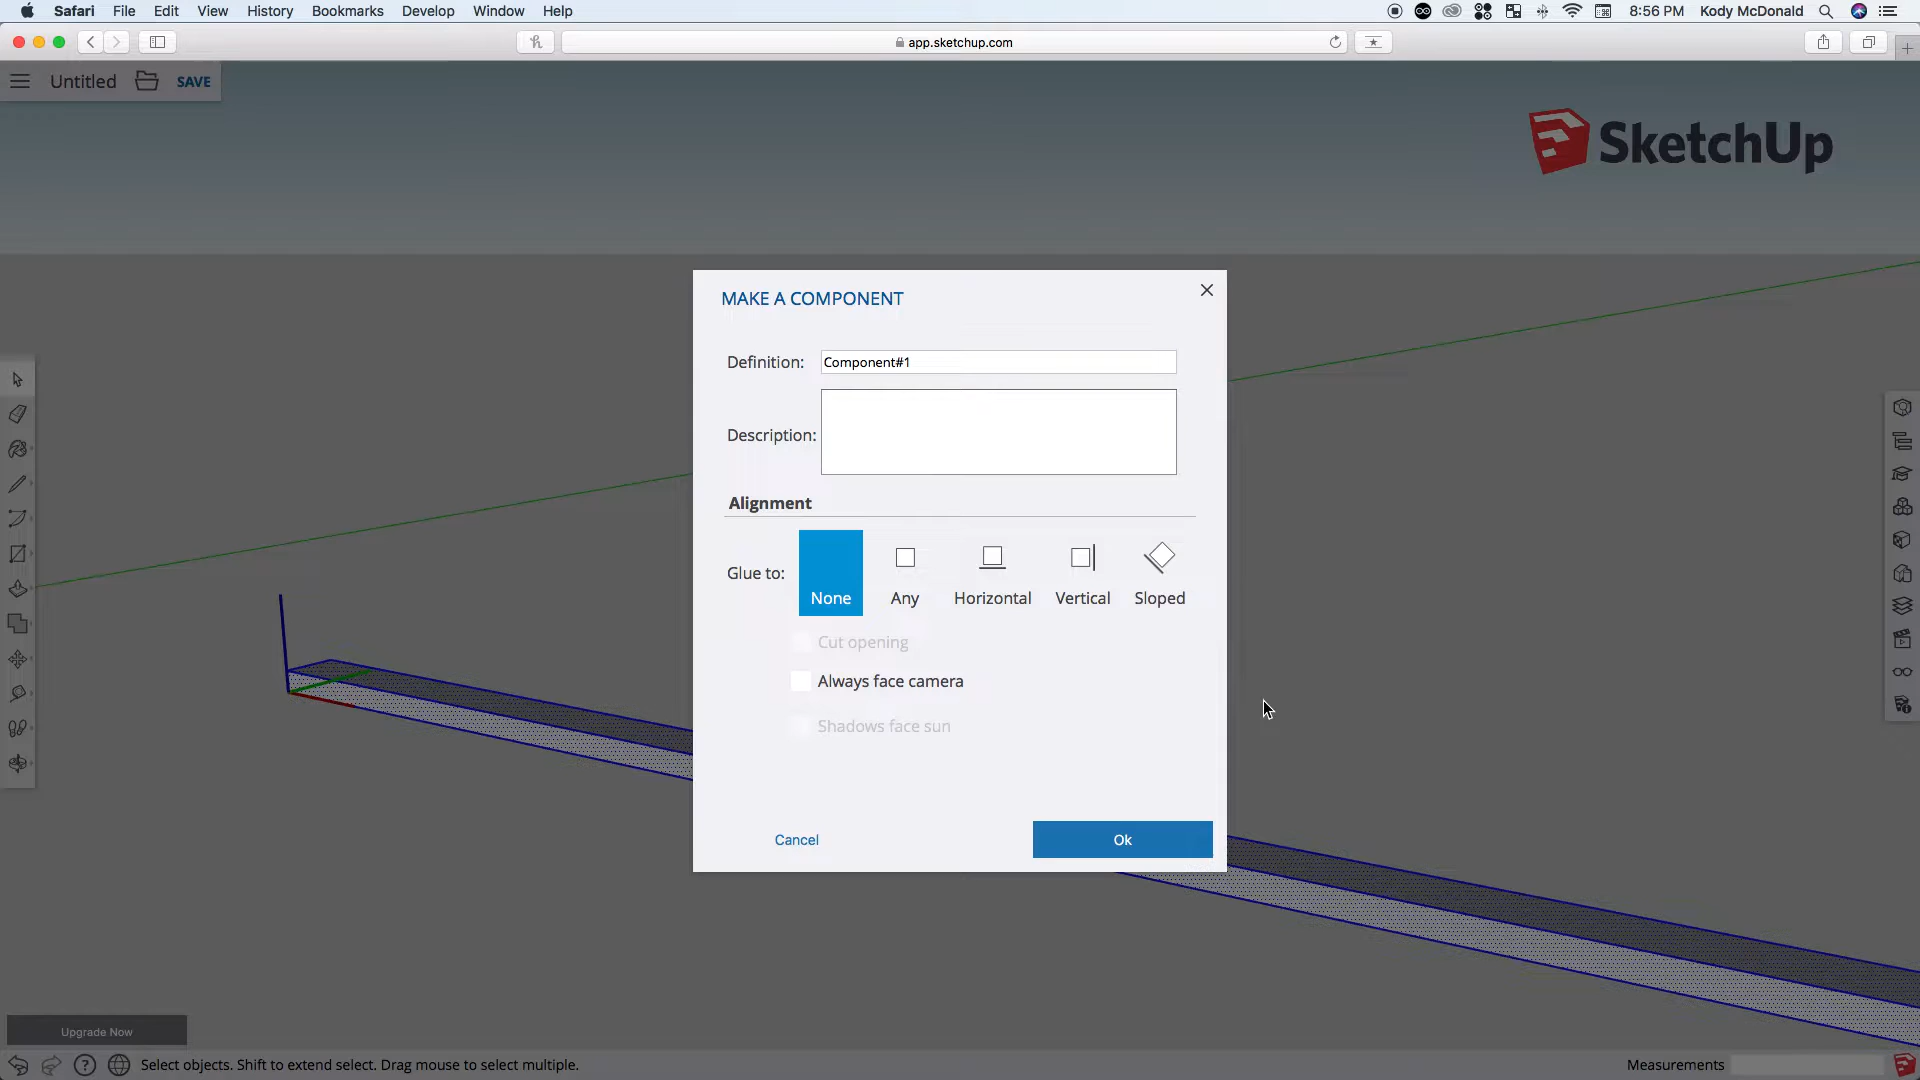 Safari File Edit View History Bookmarks Develop Window Help 8:56 PM Kody McDonald
app.sketchup.com
Untitled SAVE
SketchUp
MAKE A COMPONENT
Definition: Component#1
Description:
Alignment
Glue to: None Any Horizontal Vertical Sloped
Cut opening
Always face camera
Shadows face sun
Cancel Ok
Upgrade Now
Select objects. Shift to extend select. Drag mouse to select multiple. Measurements